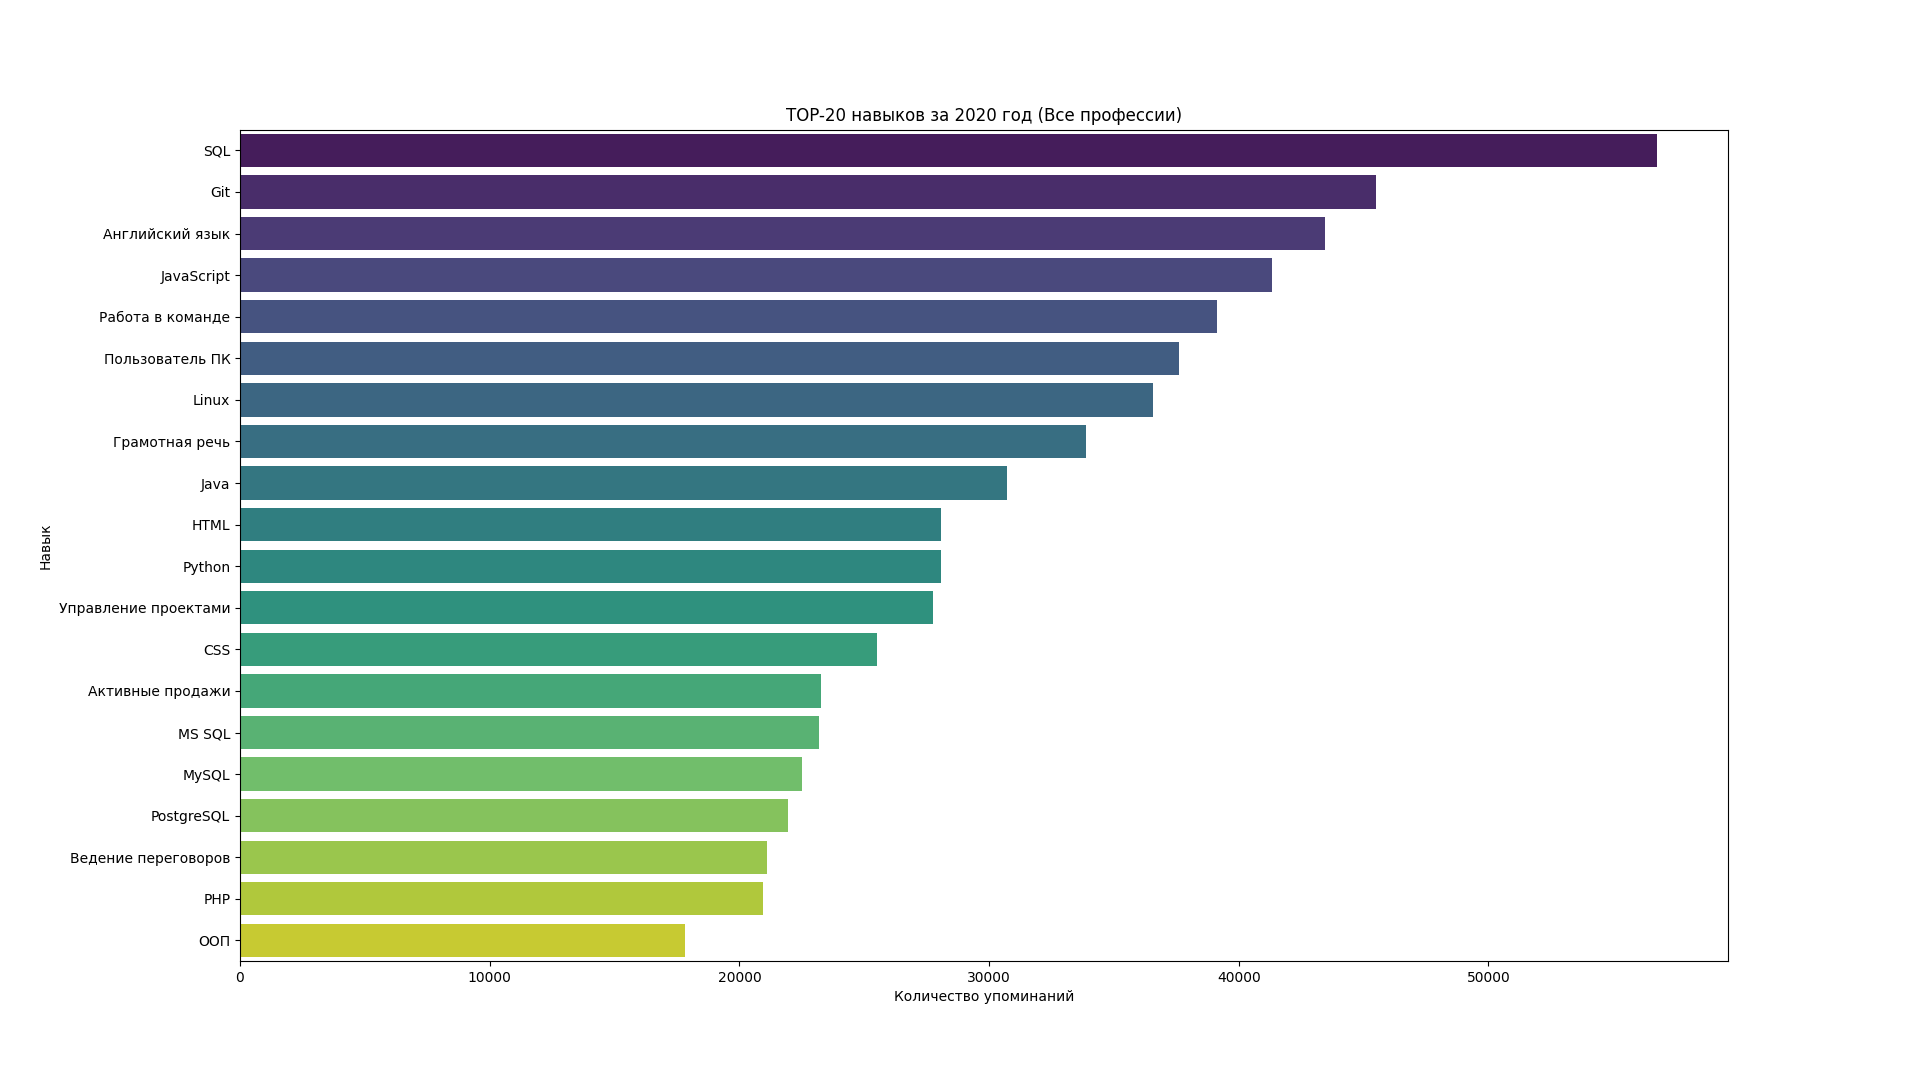 TOP-20 навыков за 2020 год (Все профессии)
SQL
Git
Английский язык
JavaScript
Работа в команде
Пользователь ПК
Linux
Грамотная речь
Java
HTML
Python
Управление проектами
CSS
Активные продажи
MS SQL
MySQL
PostgreSQL
Ведение переговоров
PHP
ООП
Навык
0 10000 20000 30000 40000 50000
Количество упоминаний